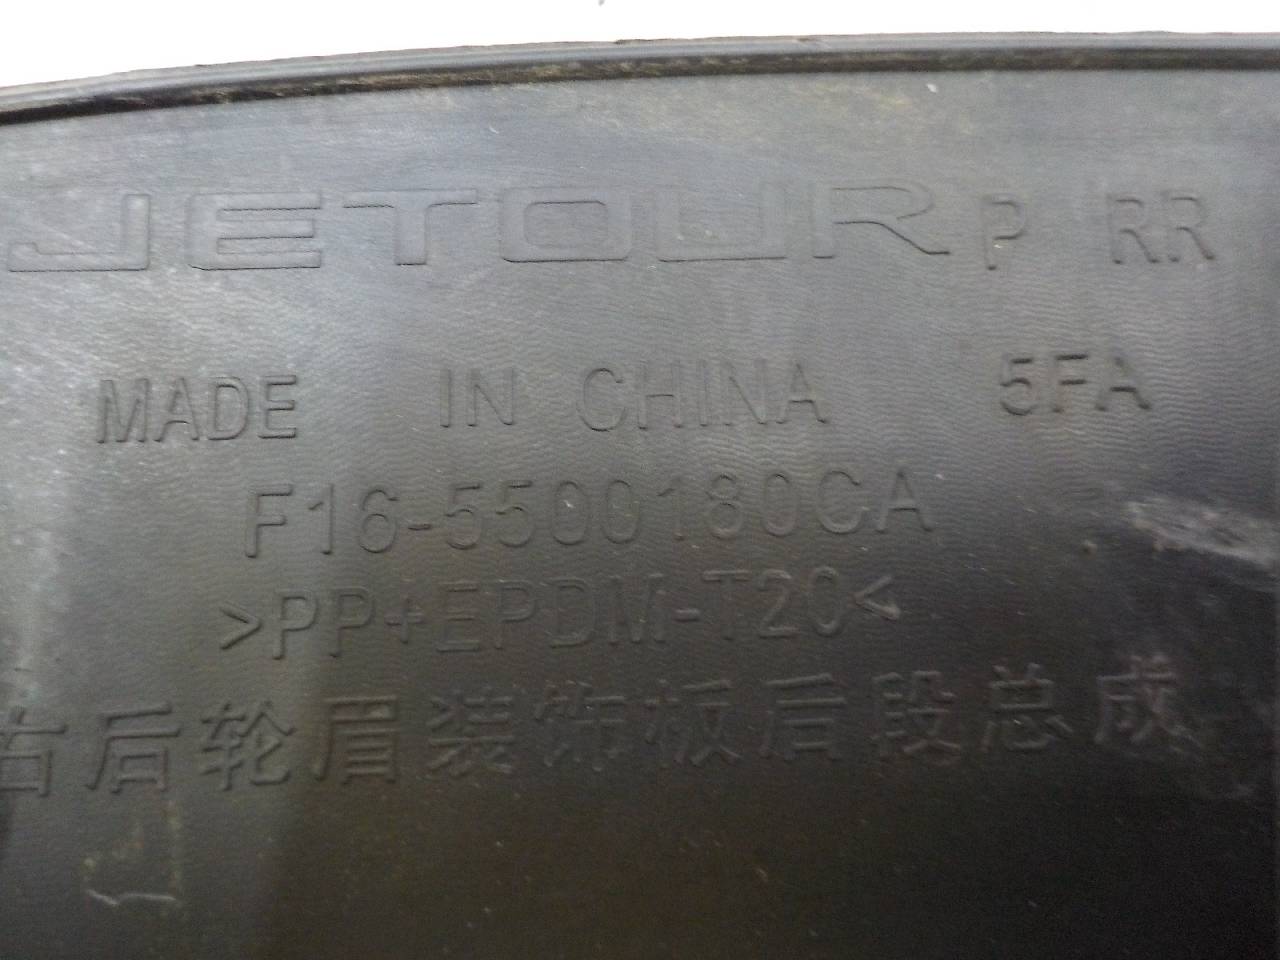 JETOUR P RR
MADE IN CHINA 5FA
F16-5500180CA
>PP+EPDM-T20<
右后轮眉装饰板后段总成